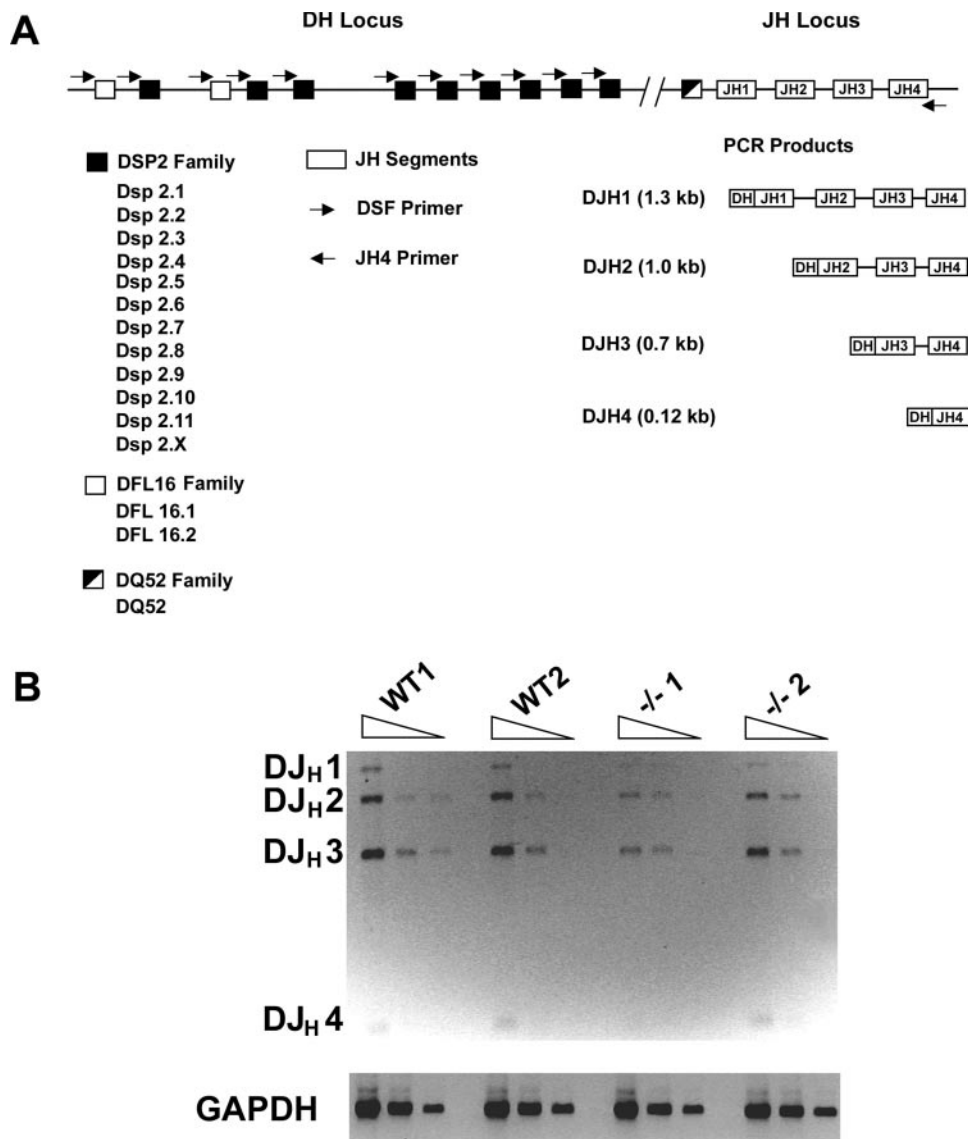 A
DH Locus
JH Locus
JH1 JH2 JH3 JH4
DSP2 Family
Dsp 2.1
Dsp 2.2
Dsp 2.3
Dsp 2.4
Dsp 2.5
Dsp 2.6
Dsp 2.7
Dsp 2.8
Dsp 2.9
Dsp 2.10
Dsp 2.11
Dsp 2.X
DFL16 Family
DFL 16.1
DFL 16.2
DQ52 Family
DQ52
JH Segments
DSF Primer
JH4 Primer
PCR Products
DJH1 (1.3 kb) DH JH1 JH2 JH3 JH4
DJH2 (1.0 kb) DH JH2 JH3 JH4
DJH3 (0.7 kb) DH JH3 JH4
DJH4 (0.12 kb) DH JH4
B
WT1 WT2 -/- 1 -/- 2
DJH1
DJH2
DJH3
DJH4
GAPDH